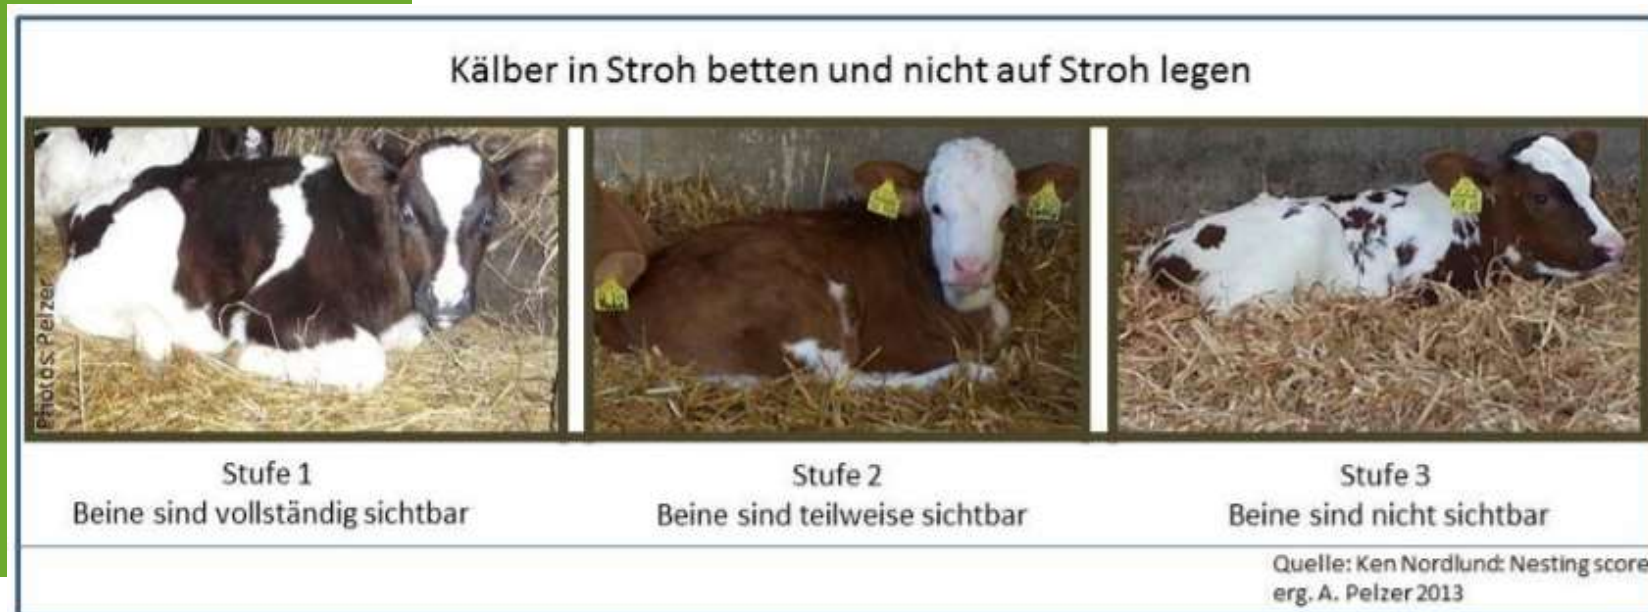 Kälber in Stroh betten und nicht auf Stroh legen
Photos: Pelzer
Stufe 1
Beine sind vollständig sichtbar
Stufe 2
Beine sind teilweise sichtbar
Stufe 3
Beine sind nicht sichtbar
Quelle: Ken Nordlund: Nesting score
erg. A. Pelzer 2013